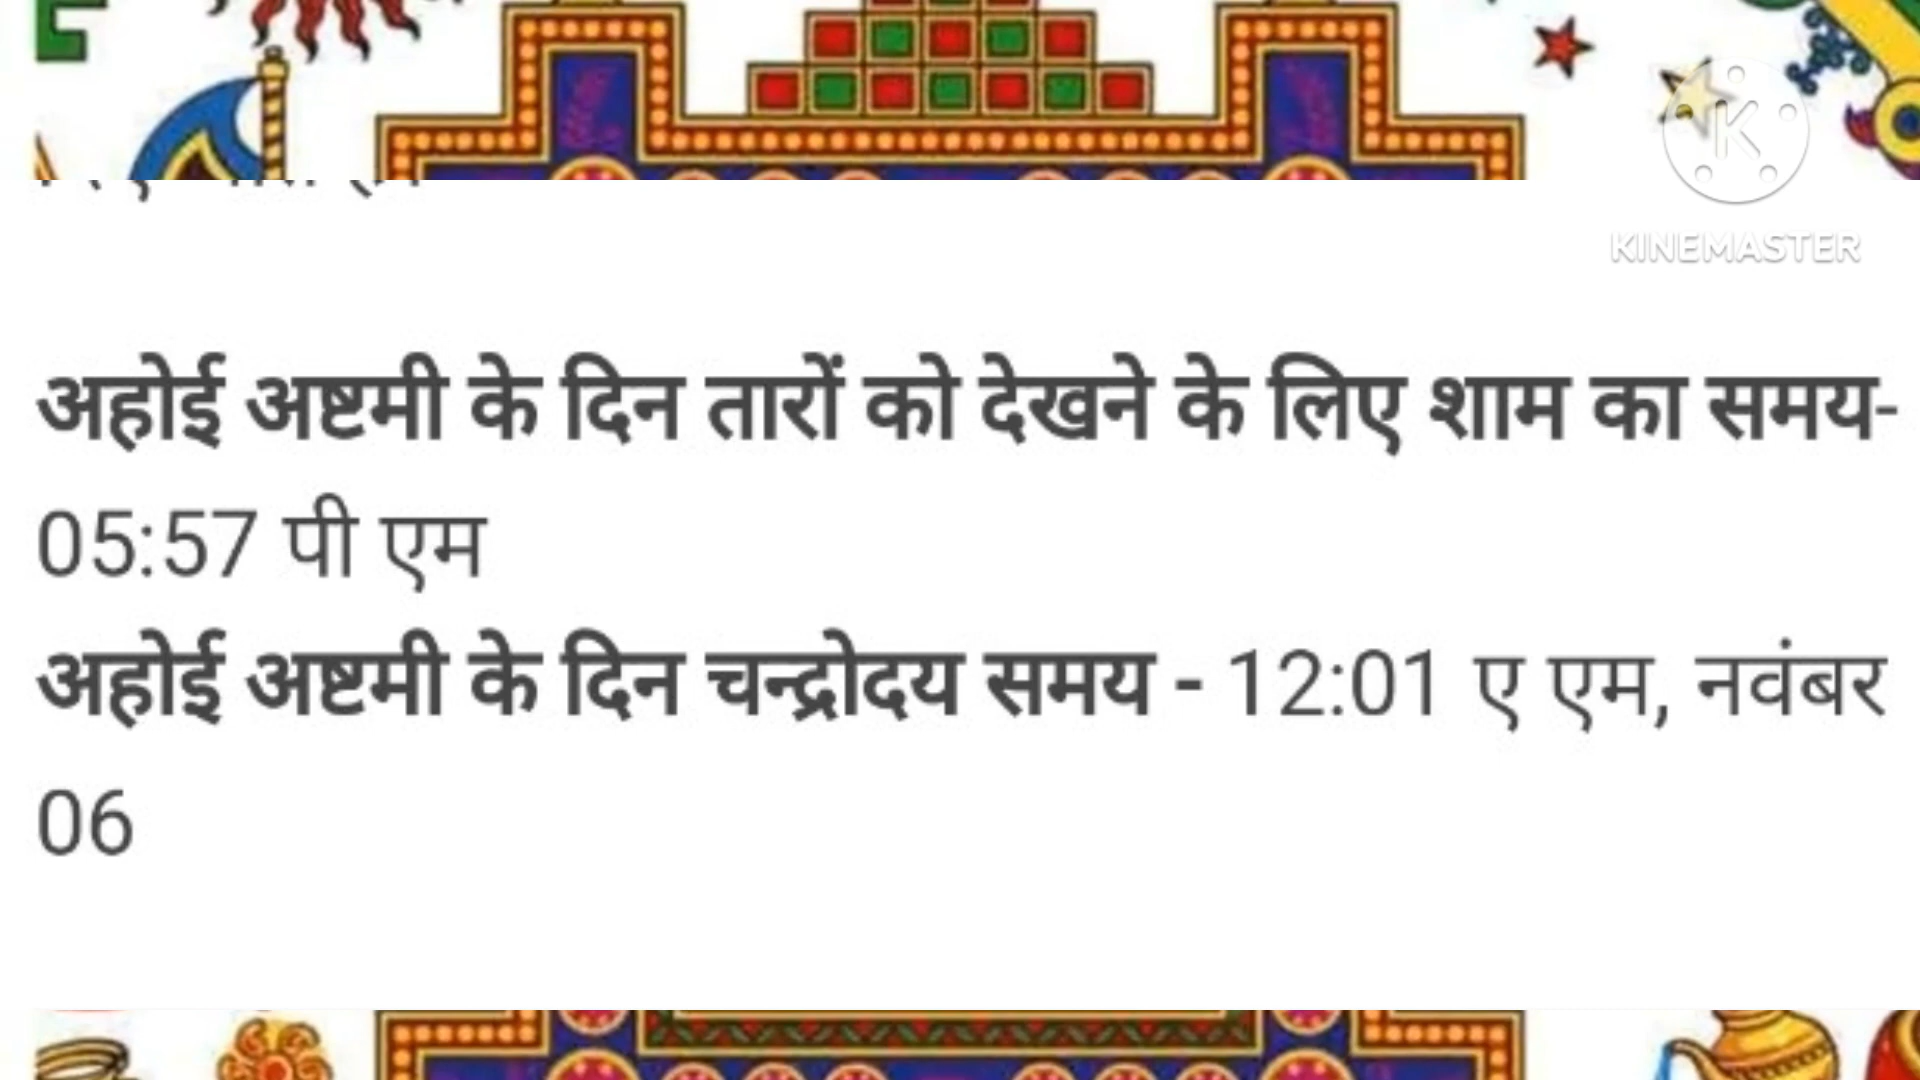 KINEMASTER
अहोई अष्टमी के दिन तारों को देखने के लिए शाम का समय-
05:57 पी एम
अहोई अष्टमी के दिन चन्द्रोदय समय - 12:01 ए एम, नवंबर
06